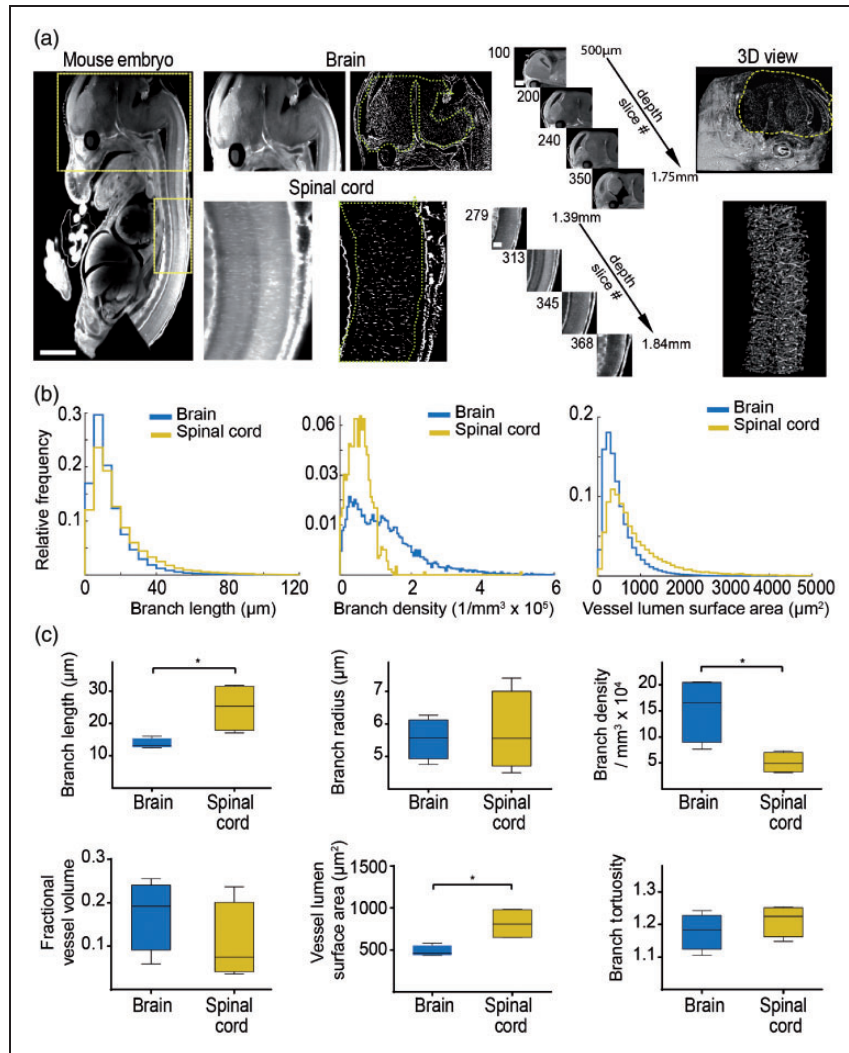 (a)
Mouse embryo
Brain
100
500µm
3D view
200
240
depth
slice #
350
1.75mm
Spinal cord
279
1.39mm
313
depth
slice #
345
368
1.84mm
(b)
Relative frequency
0.3
0.2
0.1
Brain
Spinal cord
0 40 80 120
Branch length (µm)
0.06
0.03
0.01
Brain
Spinal cord
0 2 4 6
Branch density (1/mm³ x 10⁵)
0.2
0.1
Brain
Spinal cord
0 1000 2000 3000 4000 5000
Vessel lumen surface area (µm²)
(c)
Branch length (µm)
30
20
10
*
Brain
Spinal
cord
Branch radius (µm)
7
6
5
Brain
Spinal
cord
Branch density
/ mm³ x 10⁴
20
15
10
5
*
Brain
Spinal
cord
Fractional
vessel volume
0.3
0.2
0.1
Brain
Spinal
cord
Vessel lumen
surface area (µm²)
1500
1000
500
*
Brain
Spinal
cord
Branch tortuosity
1.3
1.2
1.1
Brain
Spinal
cord